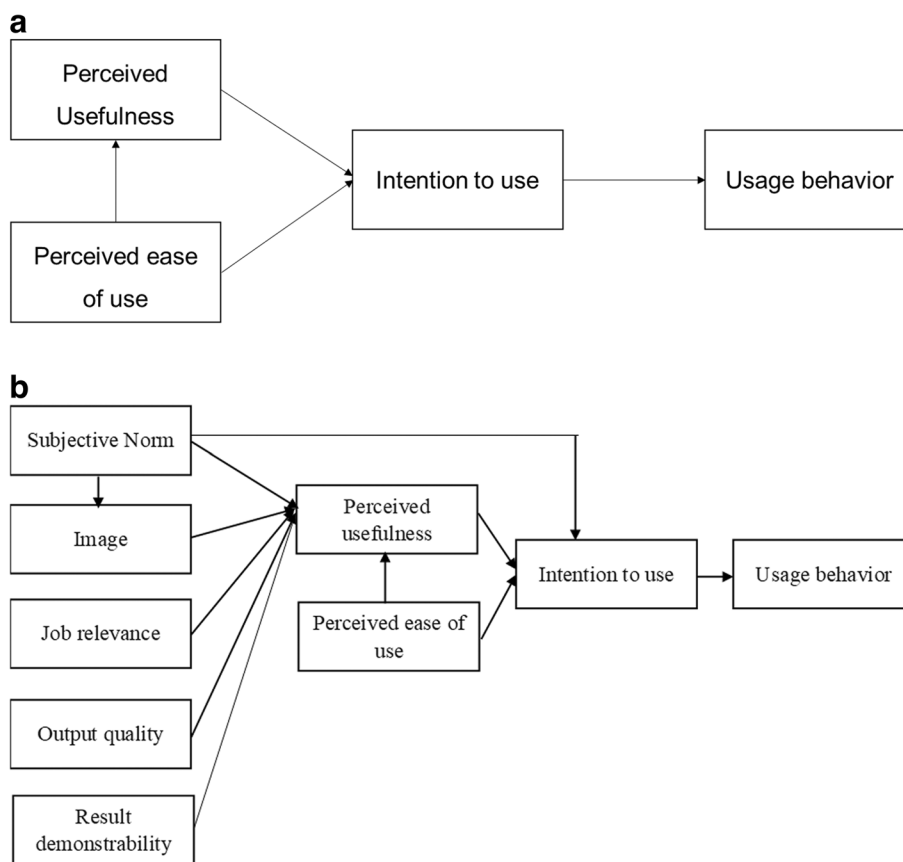 a
Perceived
Usefulness
Perceived ease
of use
Intention to use
Usage behavior
b
Subjective Norm
Image
Job relevance
Output quality
Result
demonstrability
Perceived
usefulness
Perceived ease of
use
Intention to use
Usage behavior